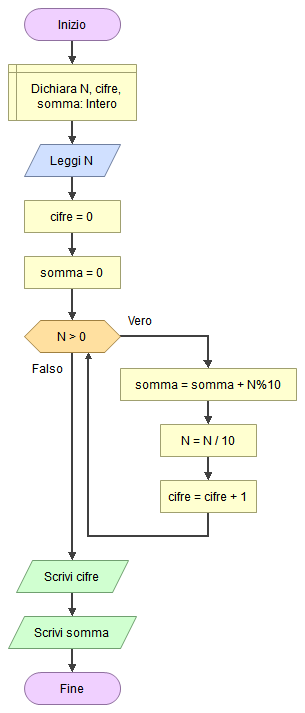 Inizio
Dichiara N, cifre,
somma: Intero
Leggi N
cifre = 0
somma = 0
N > 0
Vero
Falso
somma = somma + N%10
N = N / 10
cifre = cifre + 1
Scrivi cifre
Scrivi somma
Fine